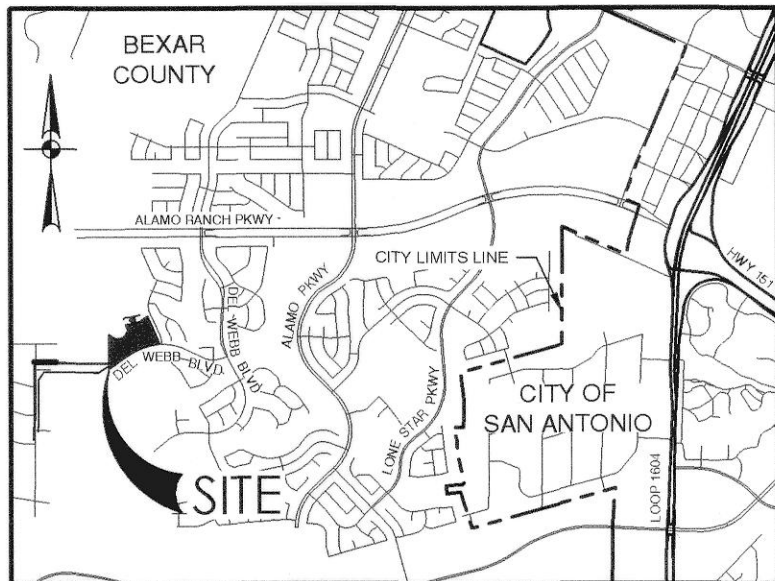 BEXAR
COUNTY
ALAMO RANCH PKWY
HWY 151
CITY LIMITS LINE
DEL WEBB BLVD
ALAMO PKWY
DEL WEBB BLVD.
CITY OF
SAN ANTONIO
LONE STAR PKWY
SITE
LOOP 1604